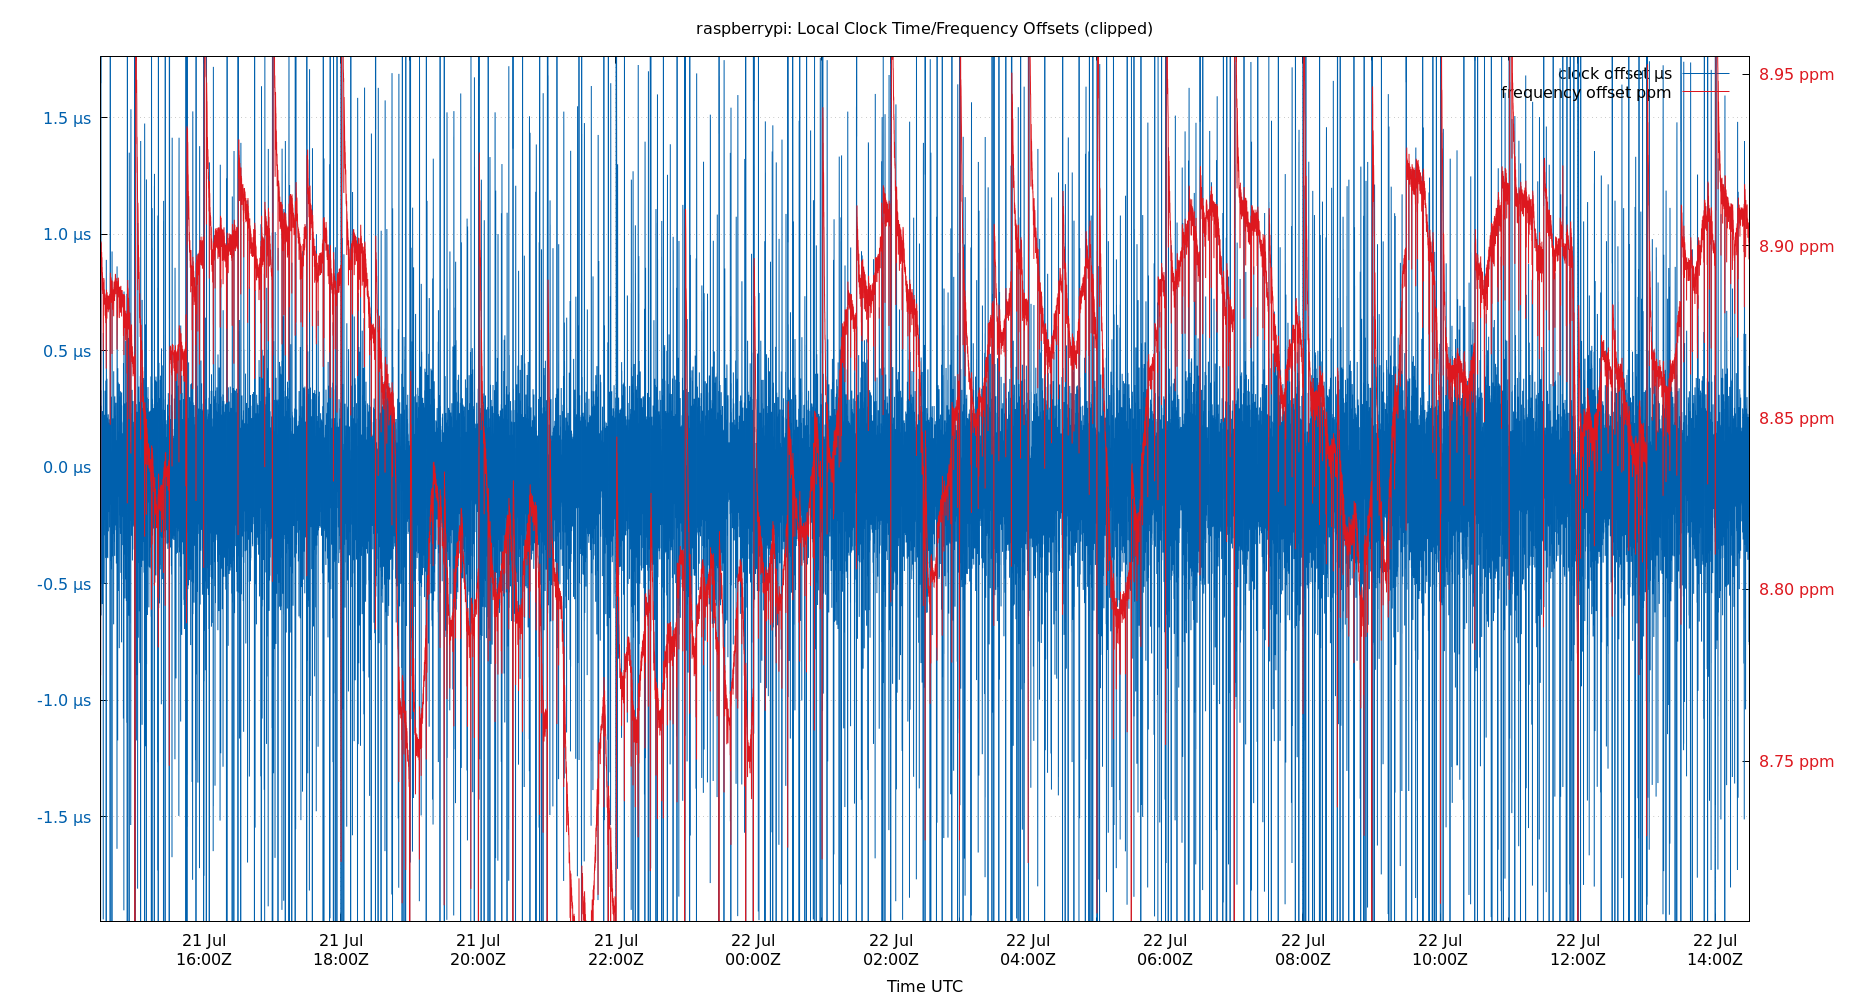 raspberrypi: Local Clock Time/Frequency Offsets (clipped)
clock offset µs
frequency offset ppm
1.5 µs
1.0 µs
0.5 µs
0.0 µs
-0.5 µs
-1.0 µs
-1.5 µs
8.95 ppm
8.90 ppm
8.85 ppm
8.80 ppm
8.75 ppm
21 Jul 21 Jul 21 Jul 21 Jul 22 Jul 22 Jul 22 Jul 22 Jul 22 Jul 22 Jul 22 Jul 22 Jul
16:00Z 18:00Z 20:00Z 22:00Z 00:00Z 02:00Z 04:00Z 06:00Z 08:00Z 10:00Z 12:00Z 14:00Z
Time UTC